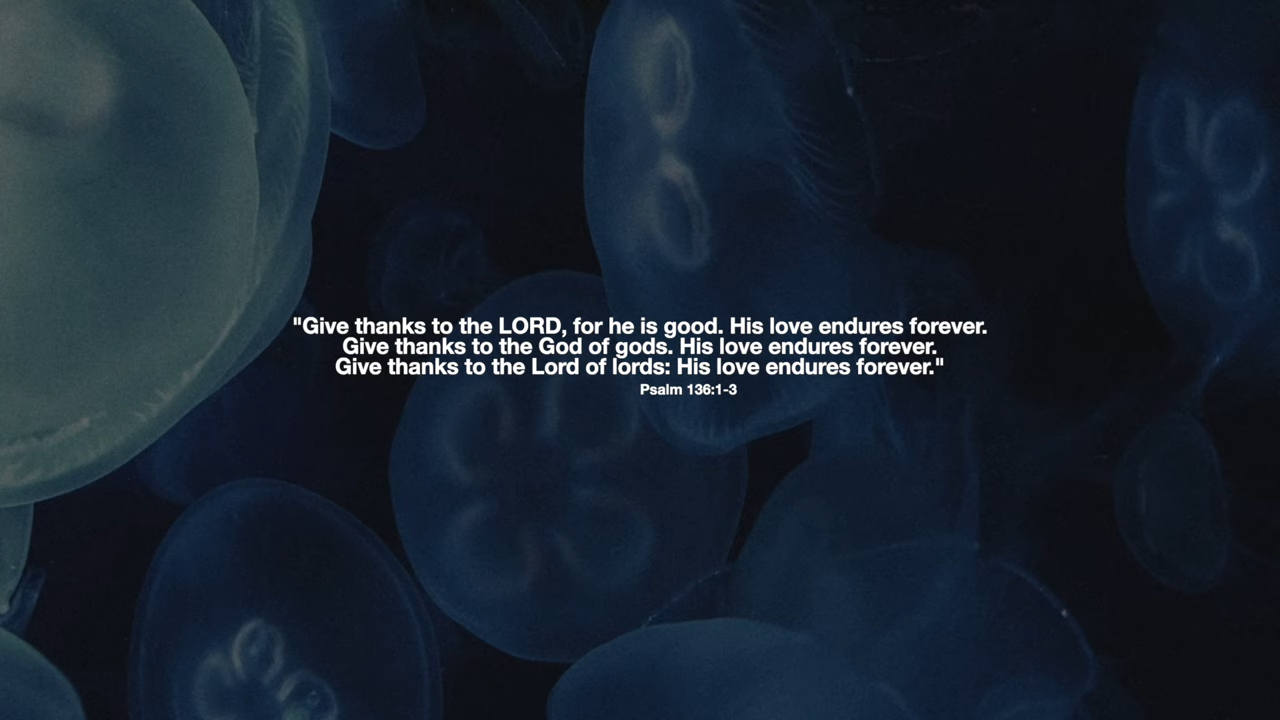 "Give thanks to the LORD, for he is good. His love endures forever.
Give thanks to the God of gods. His love endures forever.
Give thanks to the Lord of lords: His love endures forever."
Psalm 136:1-3